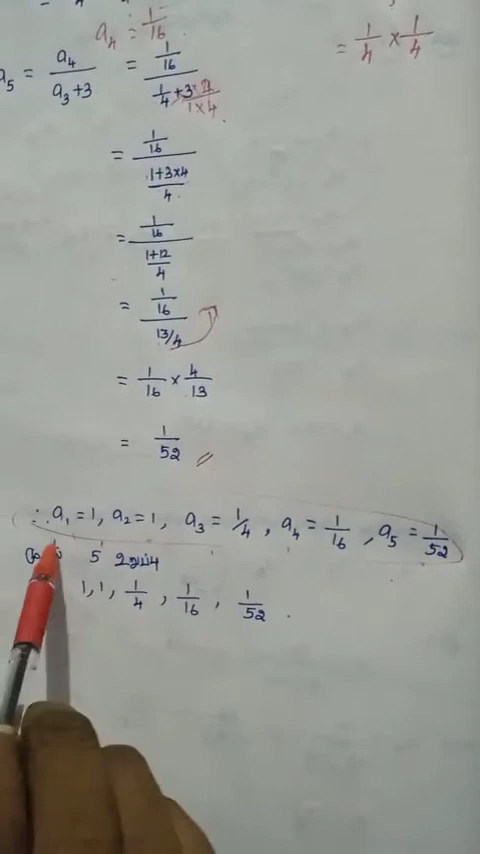 a₄ = 1/16
= 1/4 × 1/4
a₅ = a₄/(a₃+3) = (1/16)/(1/4 + 3×4/1×4)
= (1/16)/((1+3×4)/4)
= (1/16)/((1+12)/4)
= (1/16)/(13/4)
= 1/16 × 4/13
= 1/52 //
∴ a₁ = 1, a₂ = 1, a₃ = 1/4, a₄ = 1/16, a₅ = 1/52
5 உறுப்பு
1, 1, 1/4, 1/16, 1/52 .